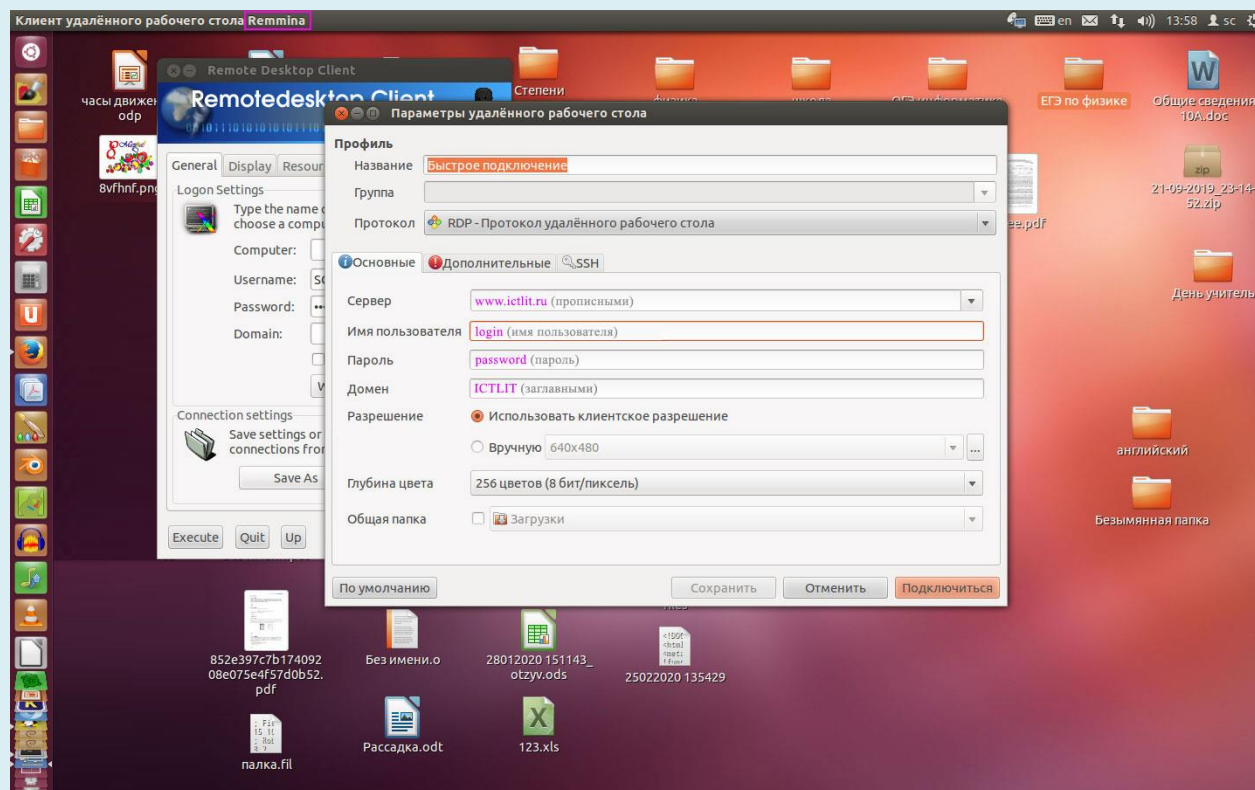 Клиент удалённого рабочего стола Remmina
en 13:58 sc
часы движен
odp
8vfhnf.png
Степени
ЕГЭ по физике
Общие сведения
10А.doc
zip
21-09-2019_23-14-
52.zip
ee.pdf
День учитель
английский
Безымянная папка
Remote Desktop Client
Remotedesktop Client
General Display Resour
Logon Settings
Type the name
choose a compu
Computer:
Username: SC
Password:
Domain:
Connection settings
Save settings or
connections from
Save As
Execute Quit Up
Параметры удалённого рабочего стола
Профиль
Название Быстрое подключение
Группа
Протокол RDP - Протокол удалённого рабочего стола
Основные Дополнительные SSH
Сервер www.ictlit.ru (прописными)
Имя пользователя login (имя пользователя)
Пароль password (пароль)
Домен ICTLIT (заглавными)
Разрешение Использовать клиентское разрешение
Вручную 640x480 ...
Глубина цвета 256 цветов (8 бит/пиксель)
Общая папка Загрузки
По умолчанию Сохранить Отменить Подключиться
852e397c7b174092
08e075e4f57d0b52.
pdf
Без имени.o
28012020 151143_
otzyv.ods
25022020 135429
палка.fil
Рассадка.odt
123.xls